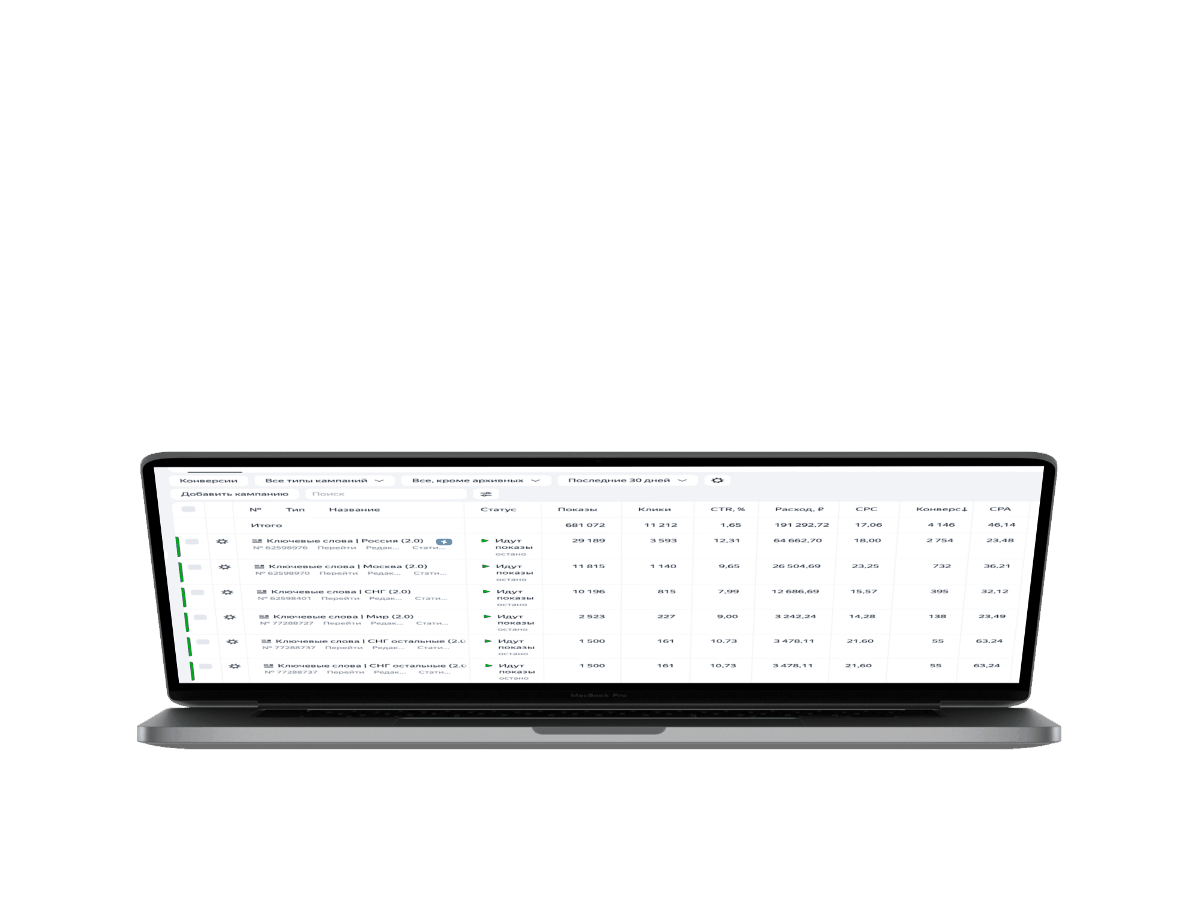 Конверсии Все типы кампаний Все, кроме архивных Последние 30 дней
Добавить кампанию Поиск
№ Тип Название Статус Показы Клики CTR, % Расход, ₽ CPC Конверс↓ CPA
Итого 681 072 11 212 1,65 191 292,72 17,06 4 146 46,14
Ключевые слова | Россия (2.0) Идут показы 29 189 3 593 12,31 64 662,70 18,00 2 754 23,48
№ 62598976 Перейти Редак... Стати... остано
Ключевые слова | Москва (2.0) Идут показы 11 815 1 140 9,65 26 504,69 23,25 732 36,21
№ 62598970 Перейти Редак... Стати... остано
Ключевые слова | СНГ (2.0) Идут показы 10 196 815 7,99 12 686,69 15,57 395 32,12
№ 62598401 Перейти Редак... Стати... остано
Ключевые слова | Мир (2.0) Идут показы 2 523 227 9,00 3 242,24 14,28 138 23,49
№ 77288727 Перейти Редак... Стати... остано
Ключевые слова | СНГ остальные (2.0 Идут показы 1 500 161 10,73 3 478,11 21,60 55 63,24
№ 77288737 Перейти Редак... Стати... остано
Ключевые слова | СНГ остальные (2.0 Идут показы 1 500 161 10,73 3 478,11 21,60 55 63,24
№ 77288737 Перейти Редак... Стати... остано
MacBook Pro